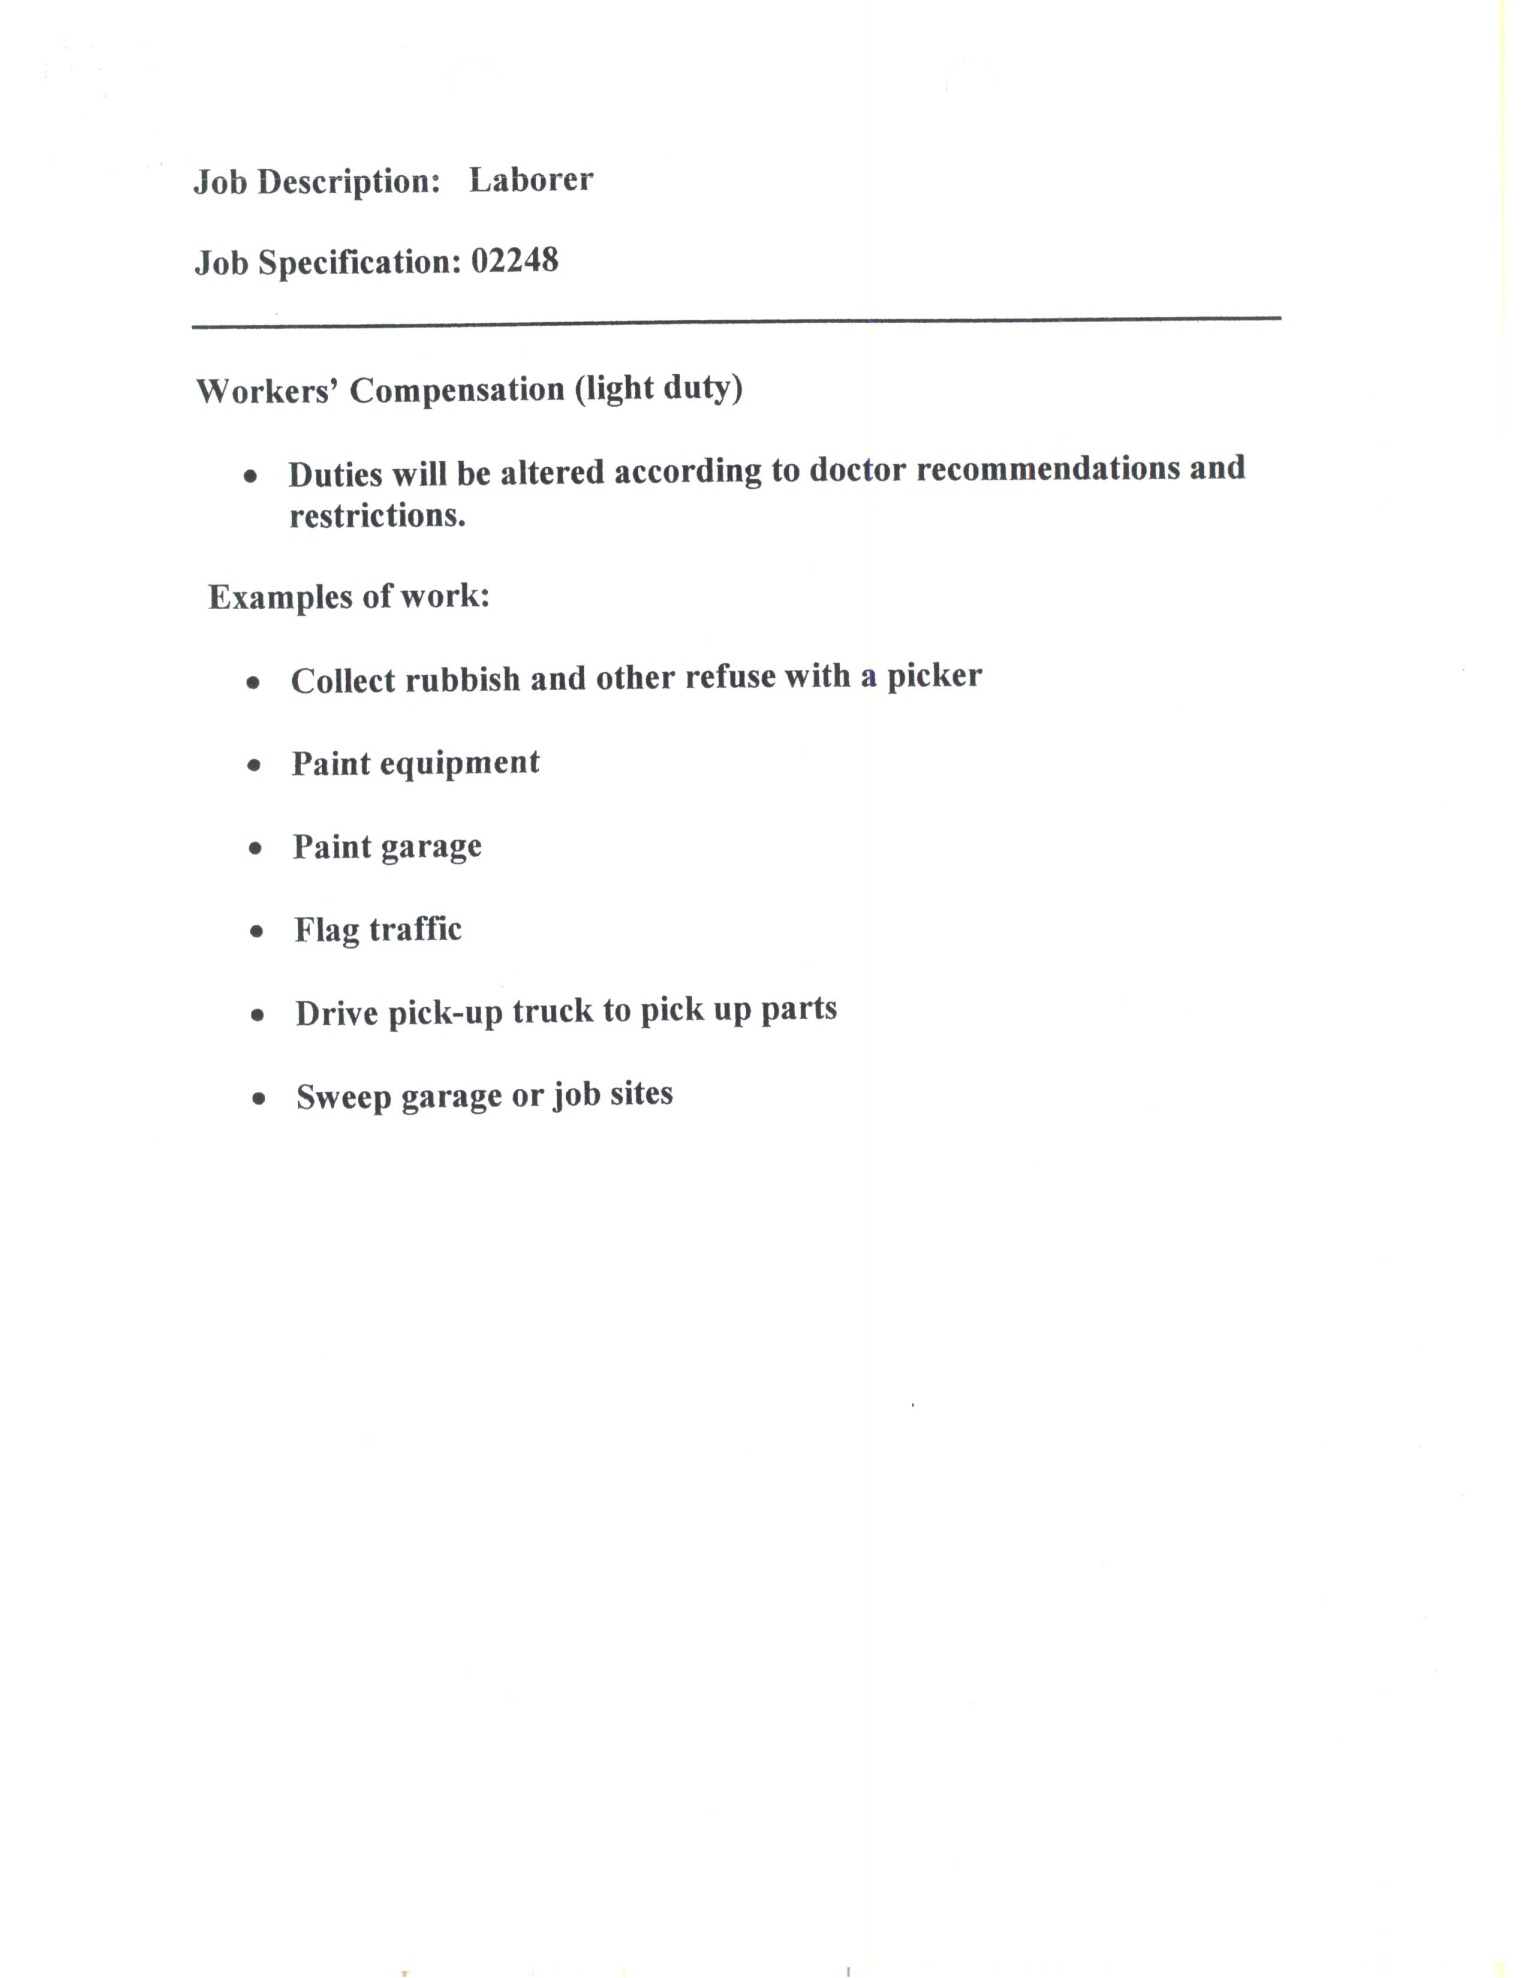 Job Description: Laborer
Job Specification: 02248
Workers' Compensation (light duty)
• Duties will be altered according to doctor recommendations and
restrictions.
Examples of work:
• Collect rubbish and other refuse with a picker
• Paint equipment
• Paint garage
• Flag traffic
• Drive pick-up truck to pick up parts
• Sweep garage or job sites